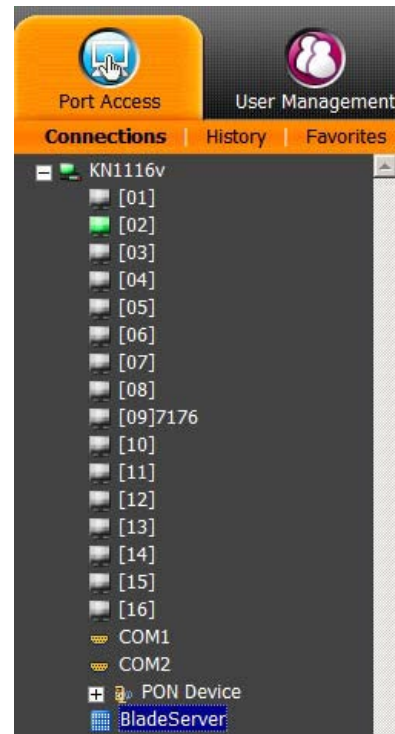 Port Access
User Management
Connections | History | Favorites
KN1116v
[01]
[02]
[03]
[04]
[05]
[06]
[07]
[08]
[09]7176
[10]
[11]
[12]
[13]
[14]
[15]
[16]
COM1
COM2
PON Device
BladeServer